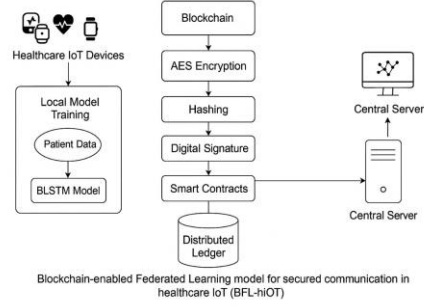 Healthcare IoT Devices
Local Model
Training
Patient Data
BLSTM Model
Blockchain
AES Encryption
Hashing
Digital Signature
Smart Contracts
Distributed
Ledger
Central Server
Central Server
Blockchain-enabled Federated Learning model for secured communication in
healthcare IoT (BFL-hiOT)